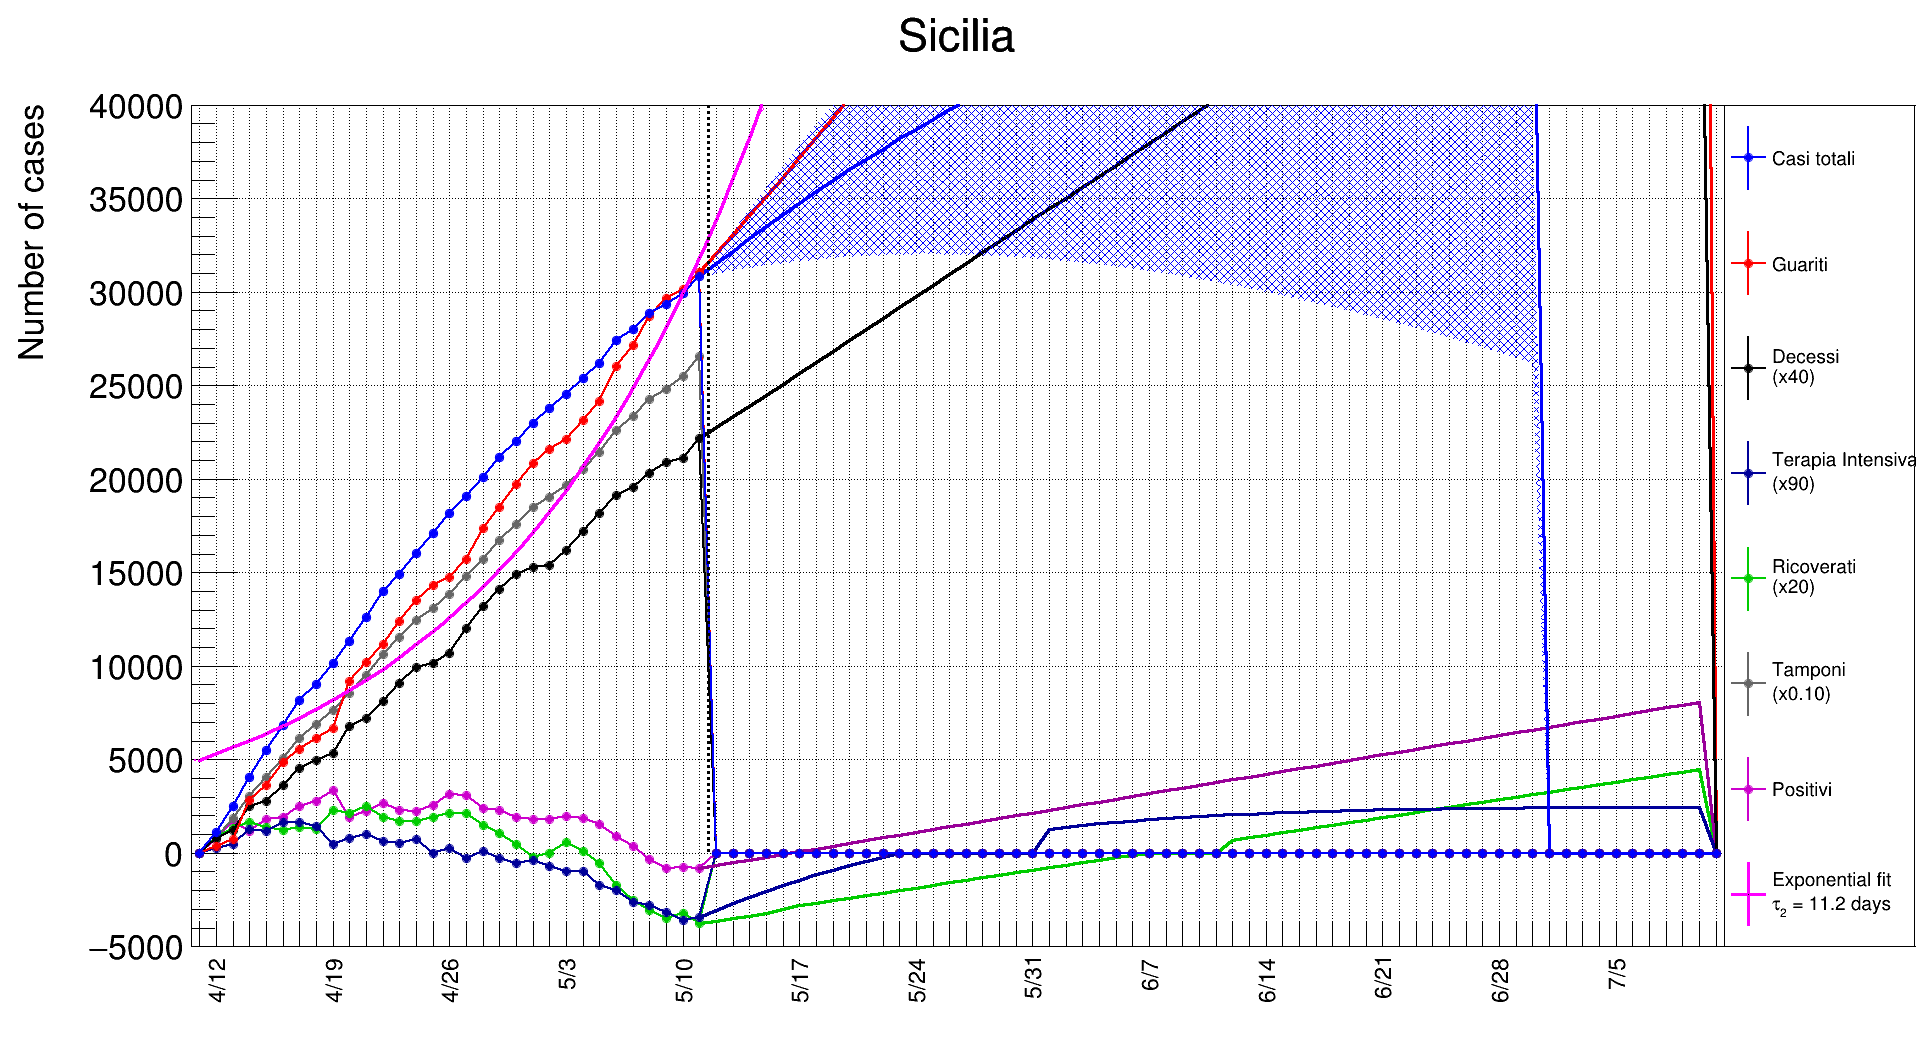 Sicilia
Number of cases
40000
35000
30000
25000
20000
15000
10000
5000
0
−5000
4/12
4/19
4/26
5/3
5/10
5/17
5/24
5/31
6/7
6/14
6/21
6/28
7/5
Casi totali
Guariti
Decessi
(x40)
Terapia Intensiva
(x90)
Ricoverati
(x20)
Tamponi
(x0.10)
Positivi
Exponential fit
τ2 = 11.2 days